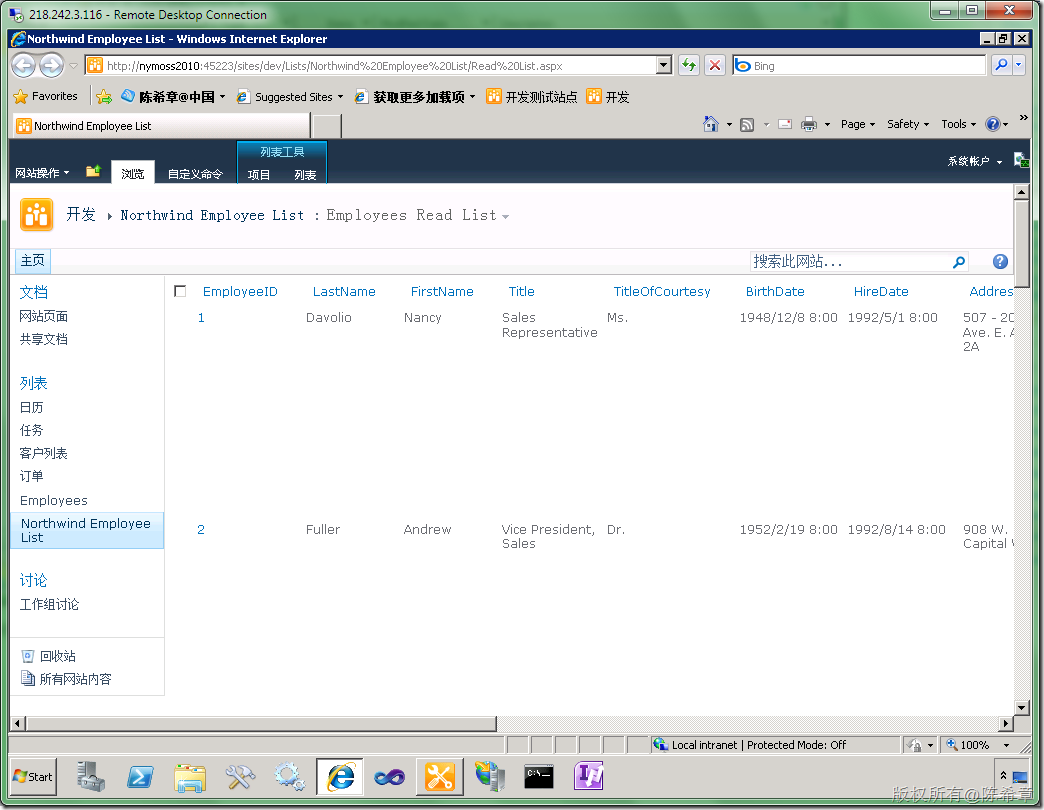 218.242.3.116 - Remote Desktop Connection
Northwind Employee List - Windows Internet Explorer
http://nymoss2010:45223/sites/dev/Lists/Northwind%20Employee%20List/Read%20List.aspx
Bing
Favorites
陈希章@中国
Suggested Sites
获取更多加载项
开发测试站点
开发
Northwind Employee List
Page
Safety
Tools
列表工具
网站操作
浏览
自定义命令
项目
列表
系统帐户
开发 Northwind Employee List : Employees Read List
主页
搜索此网站...
文档
网站页面
共享文档
列表
日历
任务
客户列表
订单
Employees
Northwind Employee
List
讨论
工作组讨论
回收站
所有网站内容
EmployeeID LastName FirstName Title TitleOfCourtesy BirthDate HireDate Addres
1 Davolio Nancy Sales Ms. 1948/12/8 8:00 1992/5/1 8:00 507 - 20
Representative Ave. E. A
2A
2 Fuller Andrew Vice President, Dr. 1952/2/19 8:00 1992/8/14 8:00 908 W.
Sales Capital
Local intranet | Protected Mode: Off
100%
Start
版权所有@陈希章